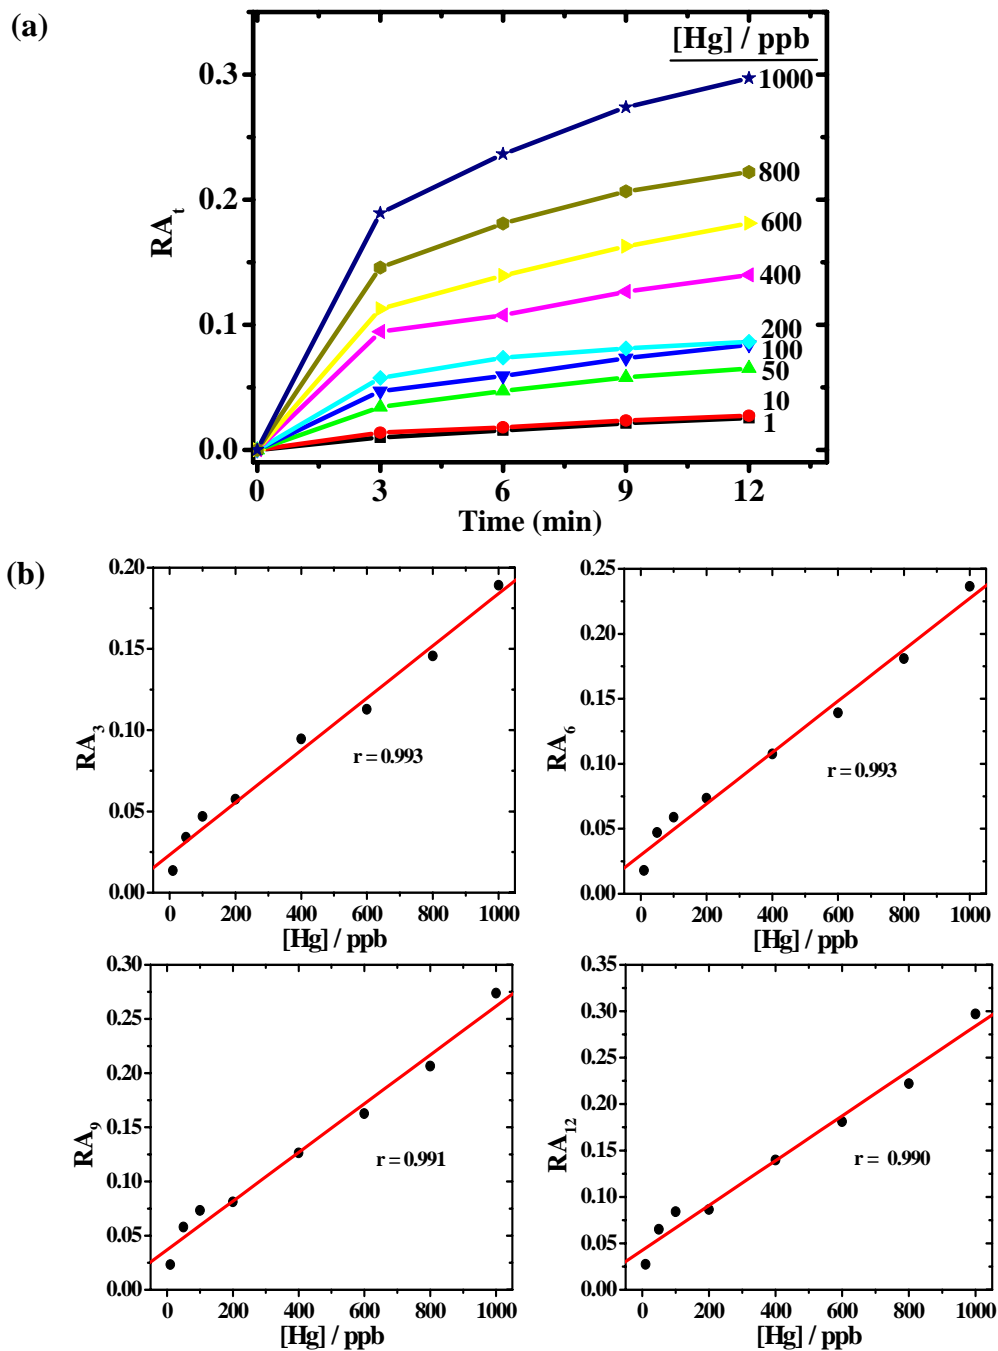 (a)
[Hg] / ppb
1000
800
600
400
200
100
50
10
1
RAt
0.3
0.2
0.1
0.0
0 3 6 9 12
Time (min)
(b)
RA3
0.20
0.15
0.10
0.05
0.00
r = 0.993
0 200 400 600 800 1000
[Hg] / ppb
RA6
0.25
0.20
0.15
0.10
0.05
0.00
r = 0.993
0 200 400 600 800 1000
[Hg] / ppb
RA9
0.30
0.25
0.20
0.15
0.10
0.05
0.00
r = 0.991
0 200 400 600 800 1000
[Hg] / ppb
RA12
0.35
0.30
0.25
0.20
0.15
0.10
0.05
0.00
r = 0.990
0 200 400 600 800 1000
[Hg] / ppb